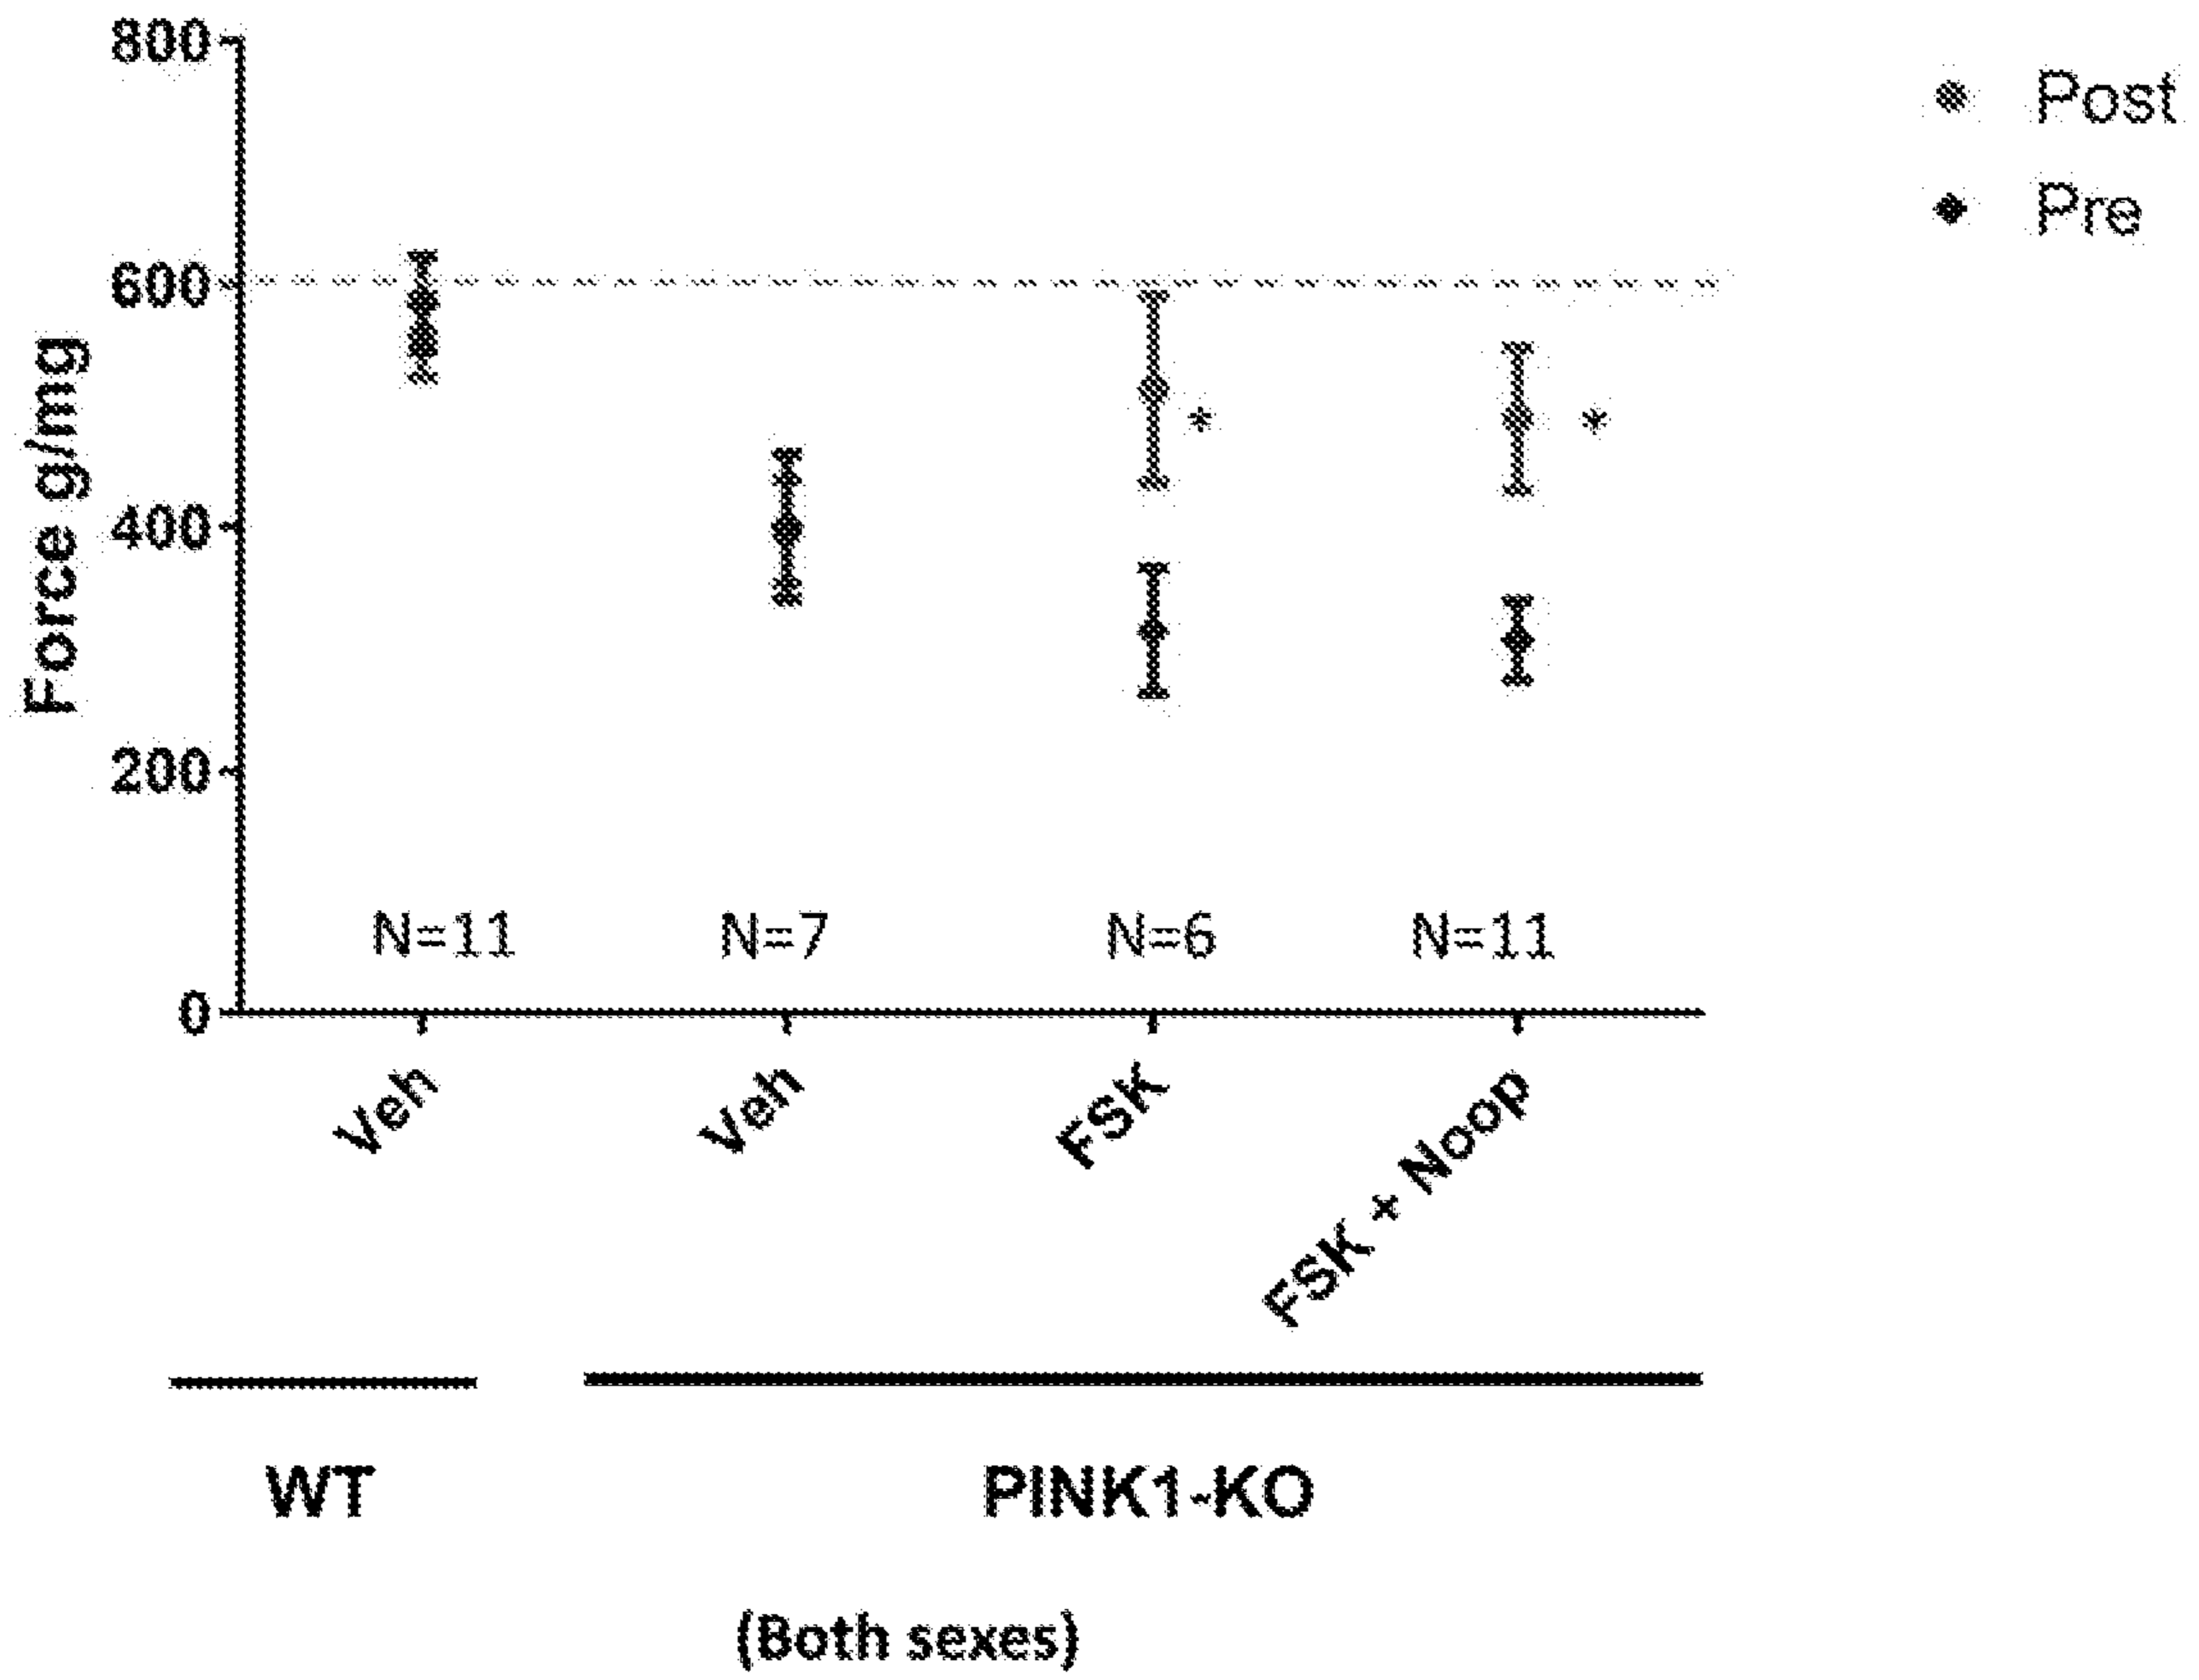 800
600
400
200
0
Force g/mg
Post
Pre
* *
N=11 N=7 N=6 N=11
Veh Veh FSK FSK + Noop
WT PINK1-KO
(Both sexes)